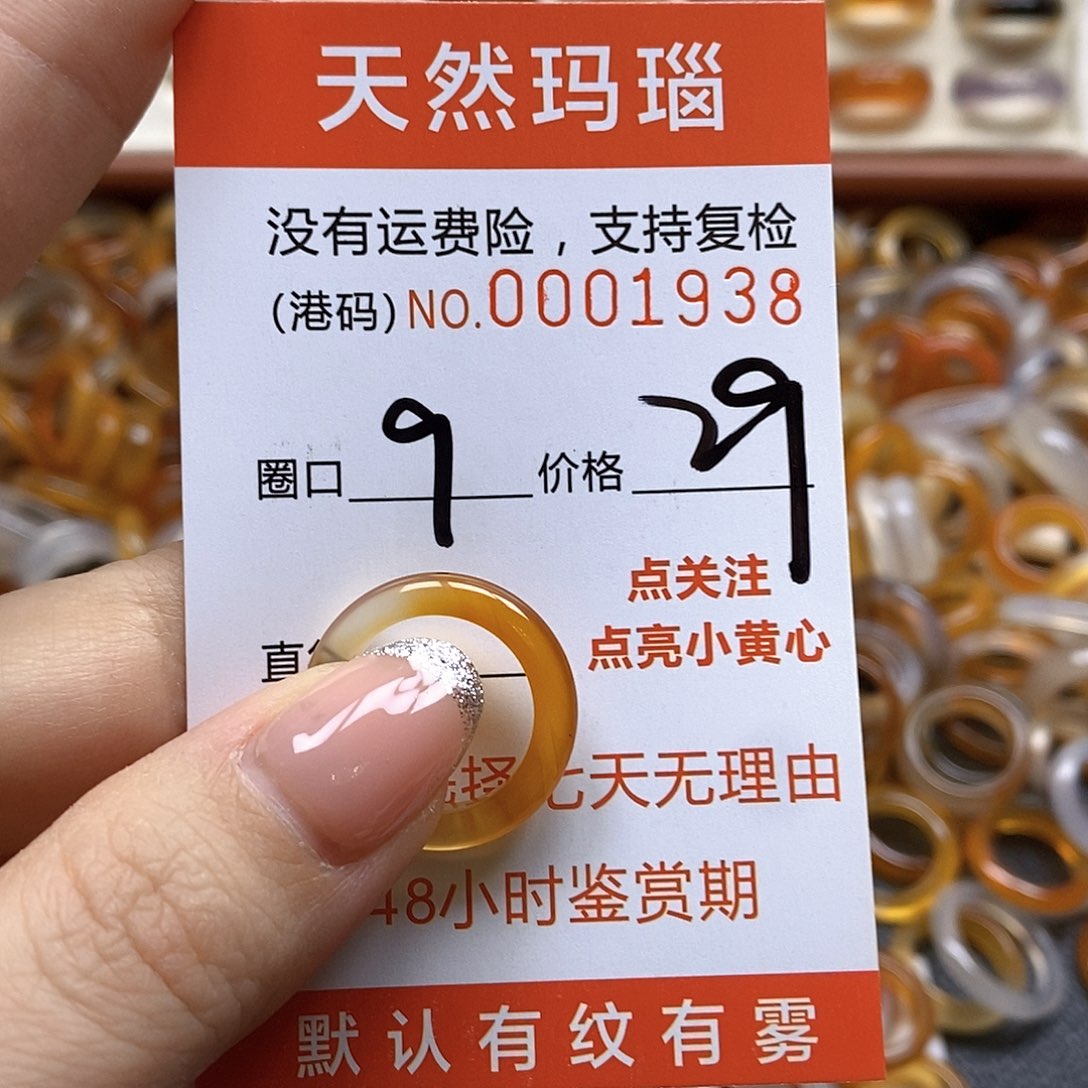 天然玛瑙
没有运费险，支持复检
(港码) NO.0001938
圈口 9 价格 29
点关注
直
点亮小黄心
择 七天无理由
48小时鉴赏期
默认有纹有雾